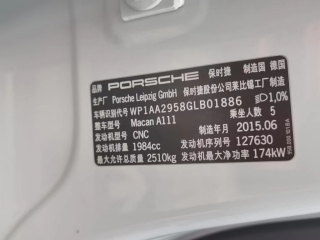 品牌 PORSCHE 保时捷 制造国 德国
生产厂 Porsche Leipzig GmbH 保时捷股份公司莱比锡工厂制造
车辆识别代号 WP1AA2958GLB01886 1,0%
整车型号 Macan A111 乘坐人数 5
发动机型号 CNC 制造年月 2015.06
发动机排量 1984cc 发动机序列号 127630
最大允许总质量 2510kg 发动机最大净功率 174kW